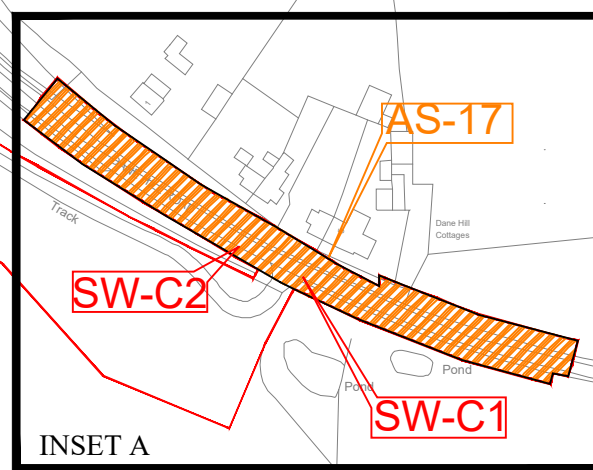 AS-17
Track
Dane Hill
Cottages
SW-C2
Pond
Pond
SW-C1
INSET A